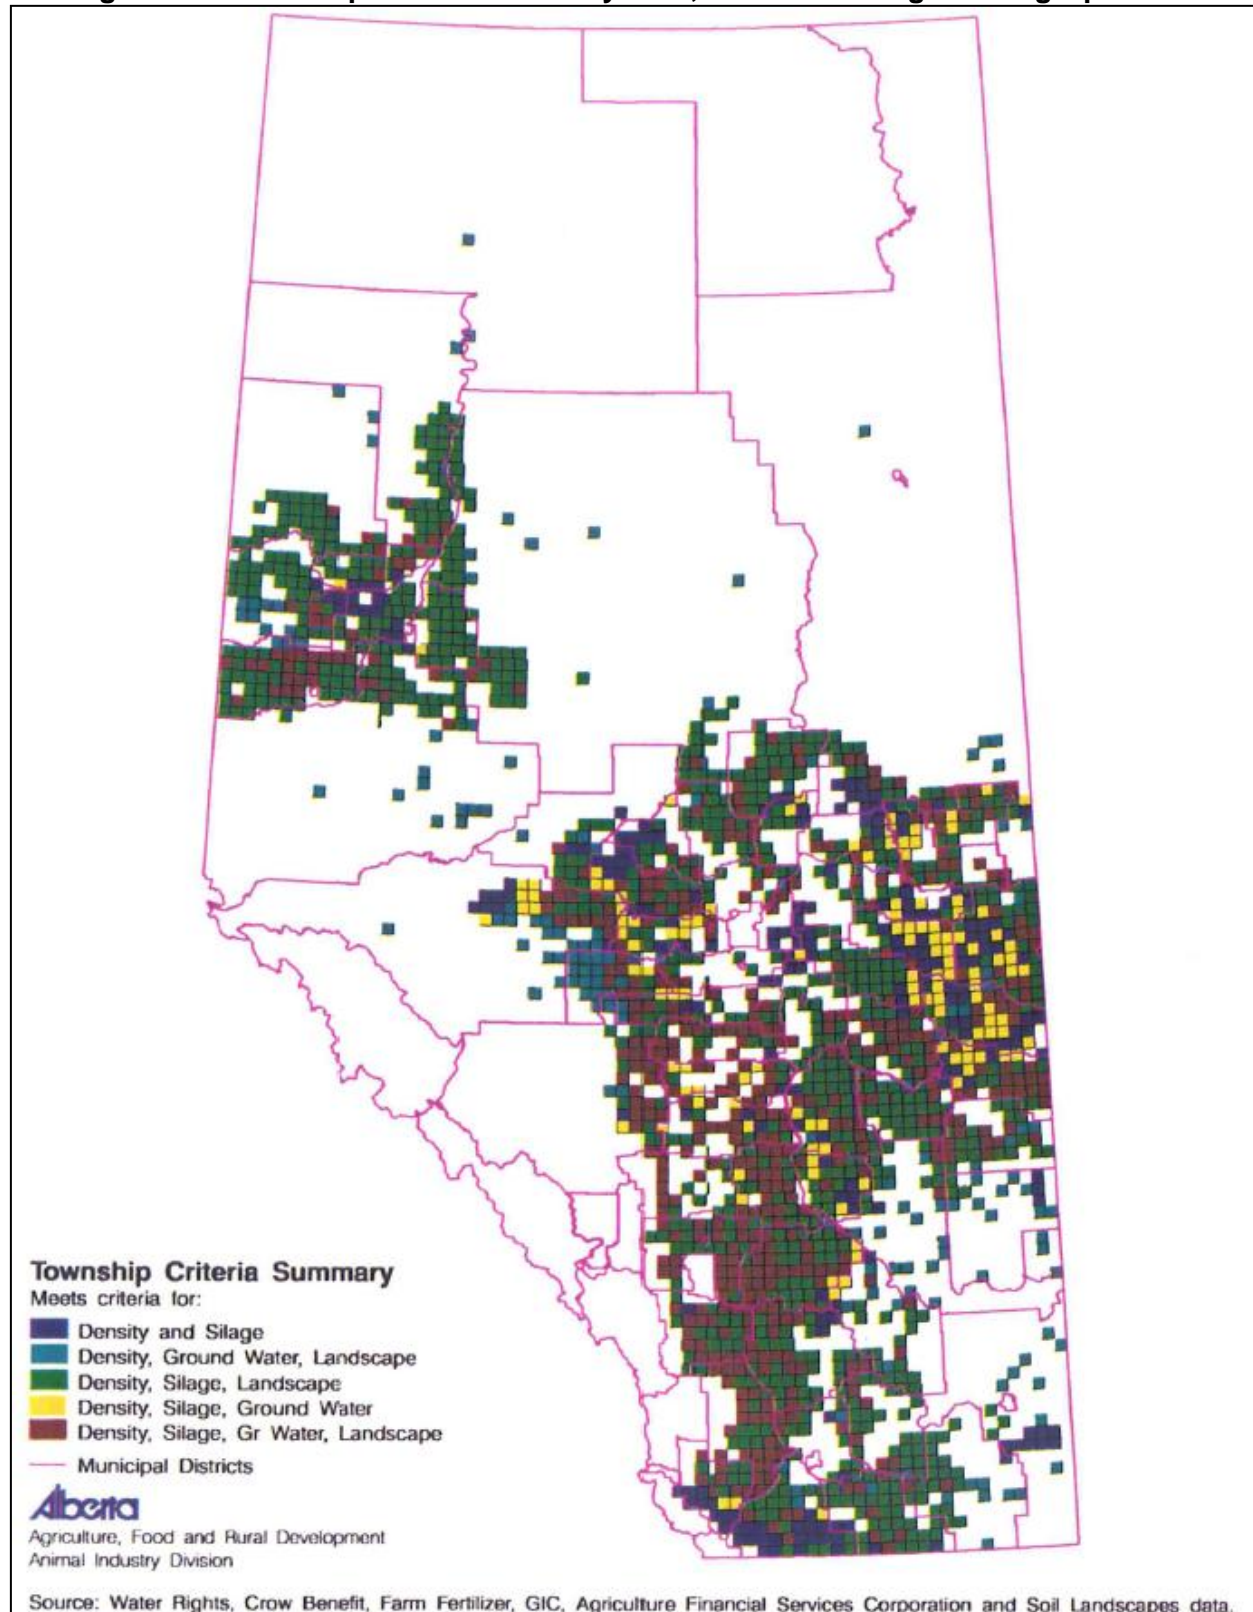 Township Criteria Summary
Meets criteria for:
Density and Silage
Density, Ground Water, Landscape
Density, Silage, Landscape
Density, Silage, Ground Water
Density, Silage, Gr Water, Landscape
Municipal Districts
Alberta
Agriculture, Food and Rural Development
Animal Industry Division
Source: Water Rights, Crow Benefit, Farm Fertilizer, GIC, Agriculture Financial Services Corporation and Soil Landscapes data.